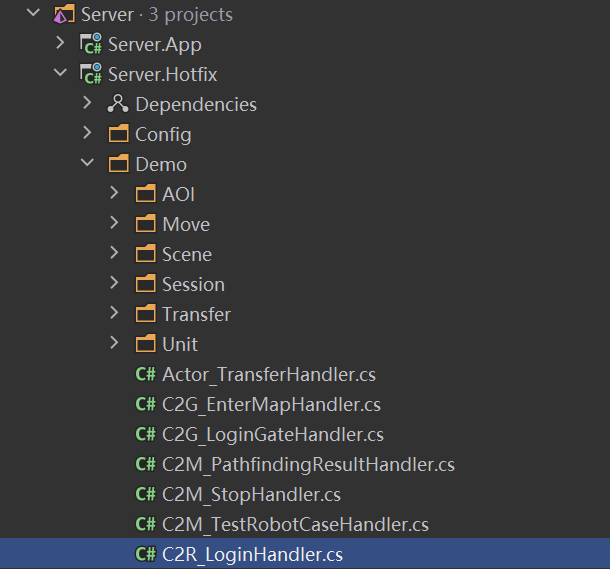 Server · 3 projects
C# Server.App
C# Server.Hotfix
Dependencies
Config
Demo
AOI
Move
Scene
Session
Transfer
Unit
C# Actor_TransferHandler.cs
C# C2G_EnterMapHandler.cs
C# C2G_LoginGateHandler.cs
C# C2M_PathfindingResultHandler.cs
C# C2M_StopHandler.cs
C# C2M_TestRobotCaseHandler.cs
C# C2R_LoginHandler.cs